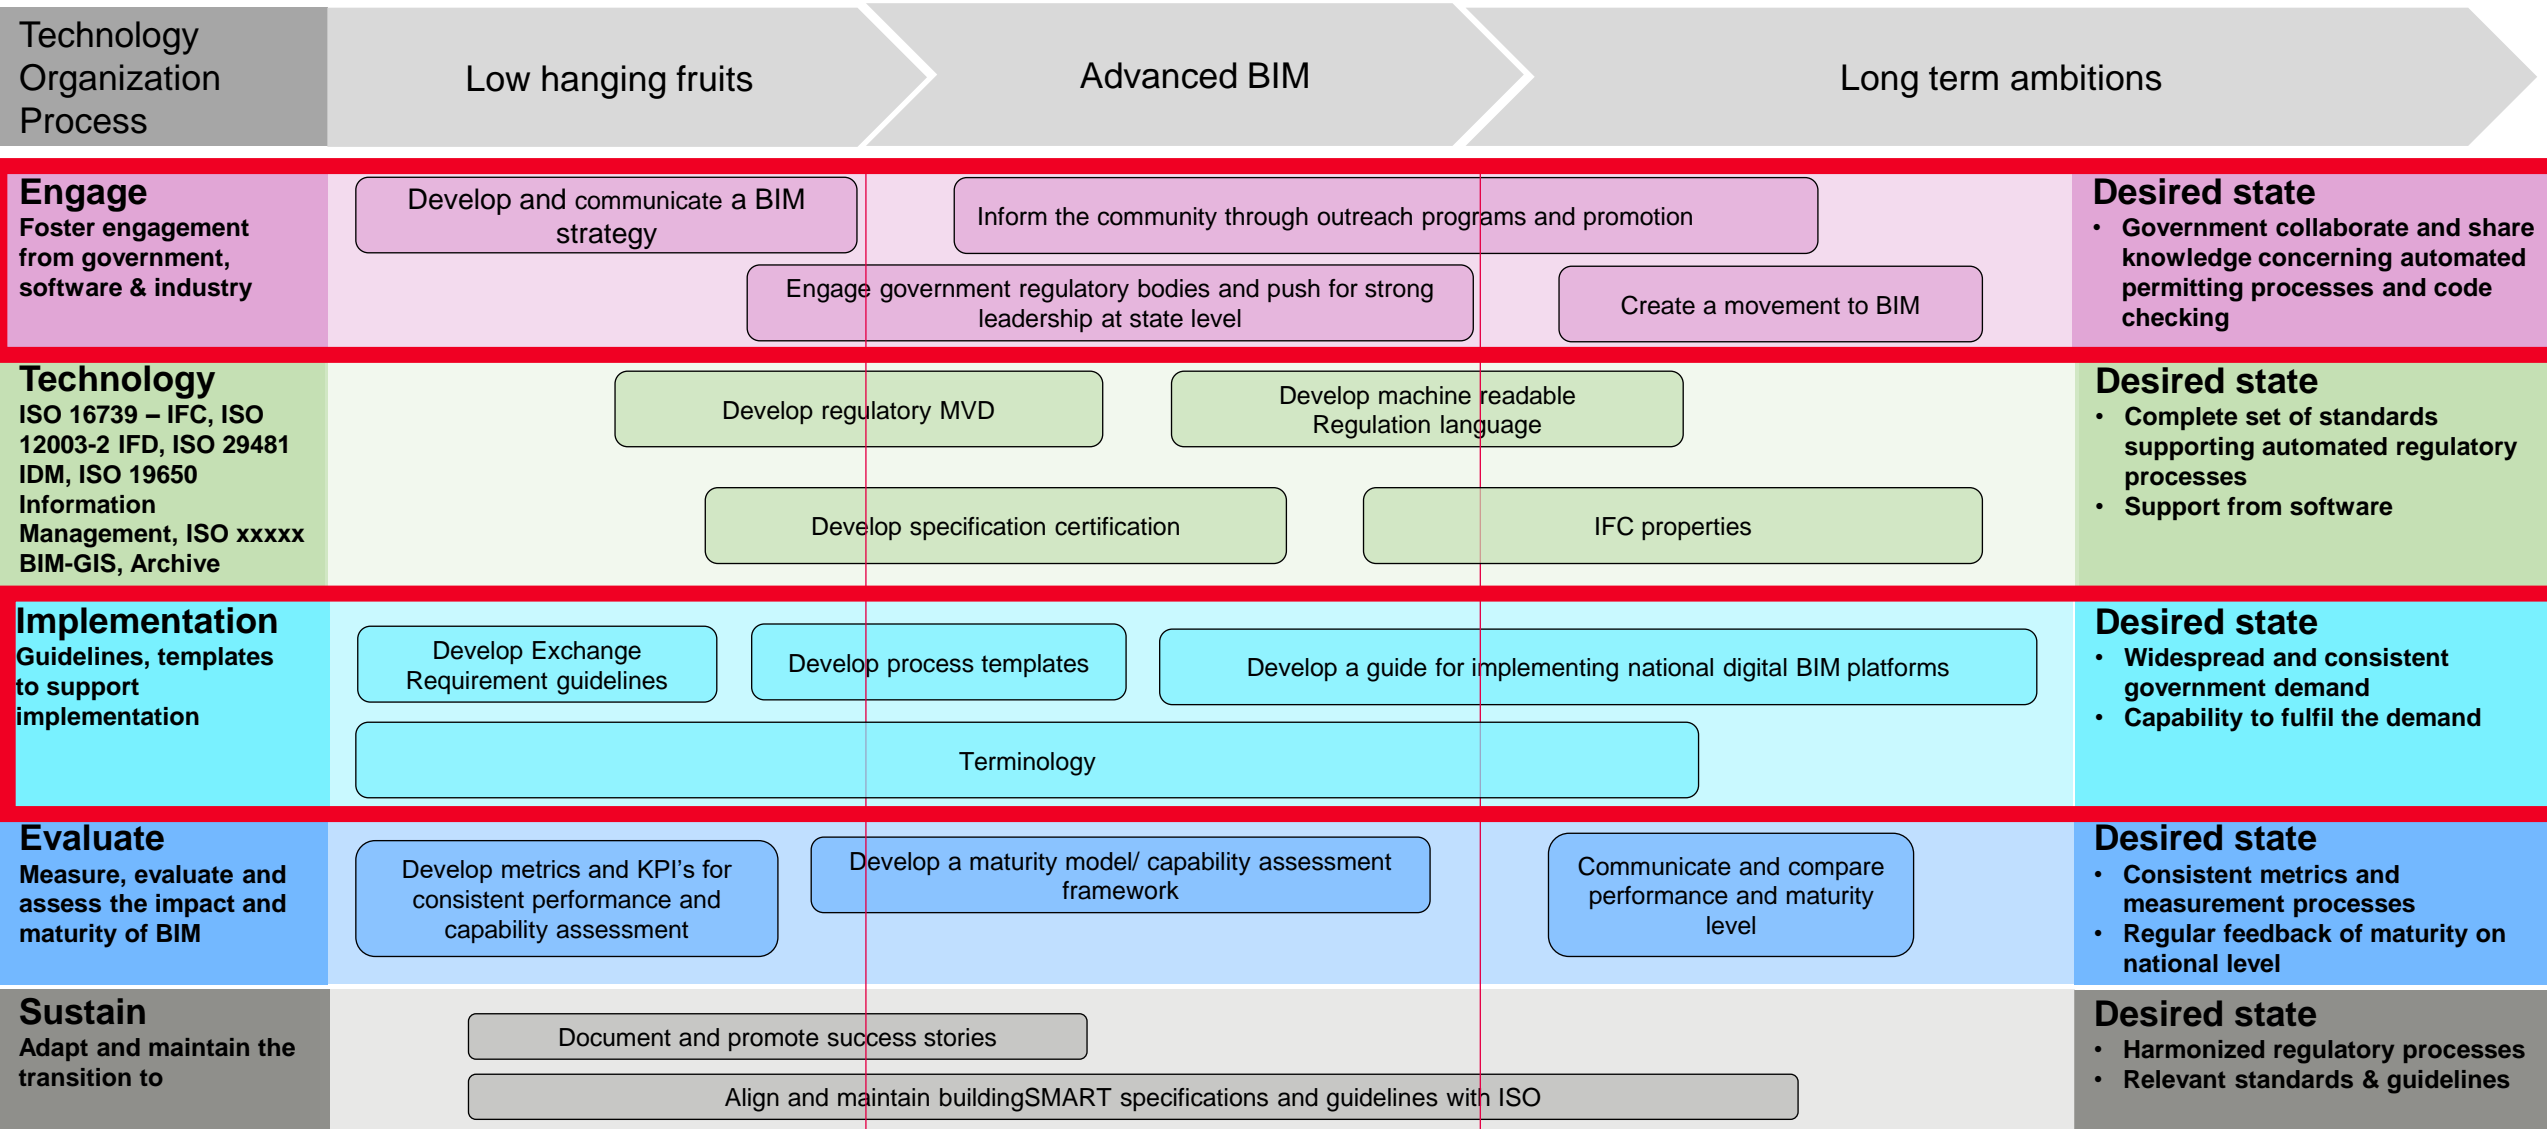 Technology
Organization
Process
Low hanging fruits
Advanced BIM
Long term ambitions
Engage
Foster engagement
from government,
software & industry
Develop and communicate a BIM
strategy
Inform the community through outreach programs and promotion
Engage government regulatory bodies and push for strong
leadership at state level
Create a movement to BIM
Desired state
• Government collaborate and share
knowledge concerning automated
permitting processes and code
checking
Technology
ISO 16739 – IFC, ISO
12003-2 IFD, ISO 29481
IDM, ISO 19650
Information
Management, ISO xxxxx
BIM-GIS, Archive
Develop regulatory MVD
Develop machine readable
Regulation language
Develop specification certification
IFC properties
Desired state
• Complete set of standards
supporting automated regulatory
processes
• Support from software
Implementation
Guidelines, templates
to support
implementation
Develop Exchange
Requirement guidelines
Develop process templates
Develop a guide for implementing national digital BIM platforms
Terminology
Desired state
• Widespread and consistent
government demand
• Capability to fulfil the demand
Evaluate
Measure, evaluate and
assess the impact and
maturity of BIM
Develop metrics and KPI's for
consistent performance and
capability assessment
Develop a maturity model/ capability assessment
framework
Communicate and compare
performance and maturity
level
Desired state
• Consistent metrics and
measurement processes
• Regular feedback of maturity on
national level
Sustain
Adapt and maintain the
transition to
Document and promote success stories
Align and maintain buildingSMART specifications and guidelines with ISO
Desired state
• Harmonized regulatory processes
• Relevant standards & guidelines